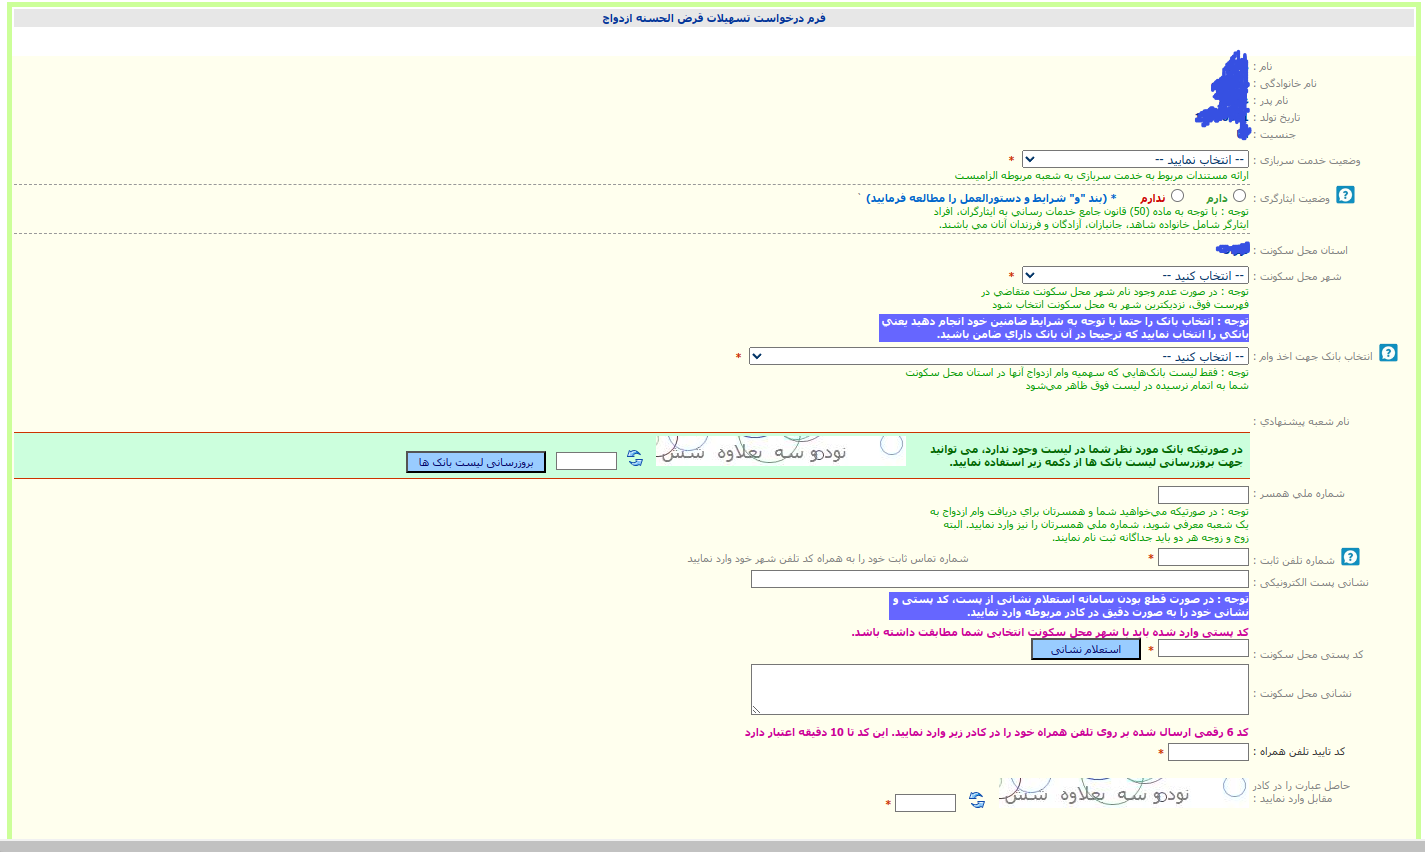 فرم درخواست تسهیلات قرض الحسنه ازدواج
نام :
نام خانوادگی :
نام پدر :
تاریخ تولد :
جنسیت :
وضعیت خدمت سربازی : -- انتخاب نمایید -- *
ارائه مستندات مربوط به خدمت سربازی به شعبه مربوطه الزامیست
وضعیت ایثارگری : دارم ندارم * (بند "و" شرایط و دستورالعمل را مطالعه فرمایید) `
توجه : با توجه به ماده (50) قانون جامع خدمات رسانی به ایثارگران، افراد
ایثارگر شامل خانواده شاهد، جانبازان، آزادگان و فرزندان آنان می باشند.
استان محل سکونت :
شهر محل سکونت : -- انتخاب کنید -- *
توجه : در صورت عدم وجود نام شهر محل سکونت متقاضی در
فهرست فوق، نزدیکترین شهر به محل سکونت انتخاب شود
توجه : انتخاب بانک را حتما با توجه به شرایط ضامنین خود انجام دهید یعني
بانکي را انتخاب نمایید که ترجیحا در آن بانک داراي ضامن باشید.
انتخاب بانک جهت اخذ وام : -- انتخاب کنید -- *
توجه : فقط لیست بانک‌هایي که سهمیه وام ازدواج آنها در استان محل سکونت
شما به اتمام نرسیده در لیست فوق ظاهر می‌شود
نام شعبه پیشنهادي :
در صورتیکه بانک مورد نظر شما در لیست وجود ندارد، می توانید
جهت بروزرسانی لیست بانک ها از دکمه زیر استفاده نمایید.
نود و سه بعلاوه شش
بروزرسانی لیست بانک ها
شماره ملي همسر :
توجه : در صورتیکه مي‌خواهید شما و همسرتان براي دریافت وام ازدواج به
یک شعبه معرفي شوید، شماره ملي همسرتان را نیز وارد نمایید. البته
زوج و زوجه هر دو باید جداگانه ثبت نام نمایند.
شماره تلفن ثابت : * شماره تماس ثابت خود را به همراه کد تلفن شهر خود وارد نمایید
نشانی پست الکترونیکی :
توجه : در صورت قطع بودن سامانه استعلام نشانی از پست، کد پستی و
نشانی خود را به صورت دقیق در کادر مربوطه وارد نمایید.
کد پستی وارد شده باید با شهر محل سکونت انتخابی شما مطابقت داشته باشد.
کد پستی محل سکونت : * استعلام نشانی
نشانی محل سکونت :
کد 6 رقمی ارسال شده بر روی تلفن همراه خود را در کادر زیر وارد نمایید. این کد تا 10 دقیقه اعتبار دارد
کد تایید تلفن همراه : *
حاصل عبارت را در کادر
مقابل وارد نمایید :
نود و سه بعلاوه شش
*